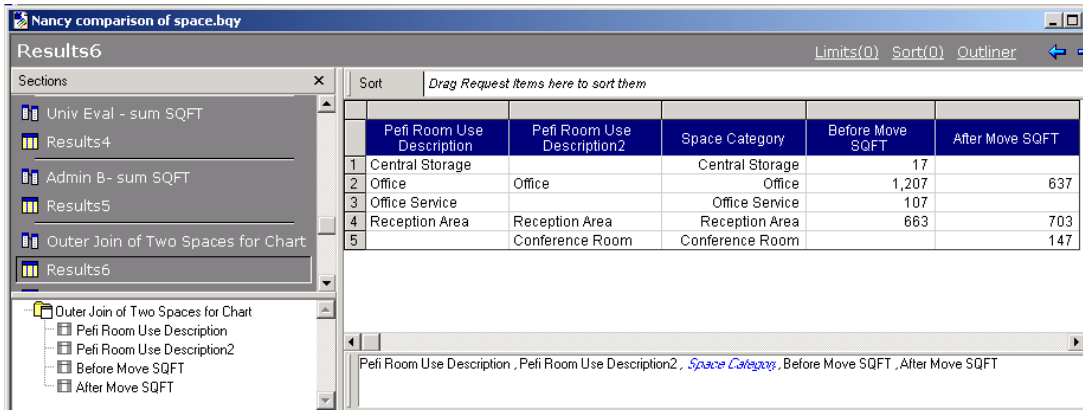 Nancy comparison of space.bqy
Results6
Limits(0) Sort(0) Outliner
Sections x
Univ Eval - sum SQFT
Results4
Admin B- sum SQFT
Results5
Outer Join of Two Spaces for Chart
Results6
Outer Join of Two Spaces for Chart
Pefi Room Use Description
Pefi Room Use Description2
Before Move SQFT
After Move SQFT
Sort Drag Request Items here to sort them
Pefi Room Use Description Pefi Room Use Description2 Space Category Before Move SQFT After Move SQFT
1 Central Storage Central Storage 17
2 Office Office Office 1,207 637
3 Office Service Office Service 107
4 Reception Area Reception Area Reception Area 663 703
5 Conference Room Conference Room 147
Pefi Room Use Description , Pefi Room Use Description2 , Space Category , Before Move SQFT , After Move SQFT